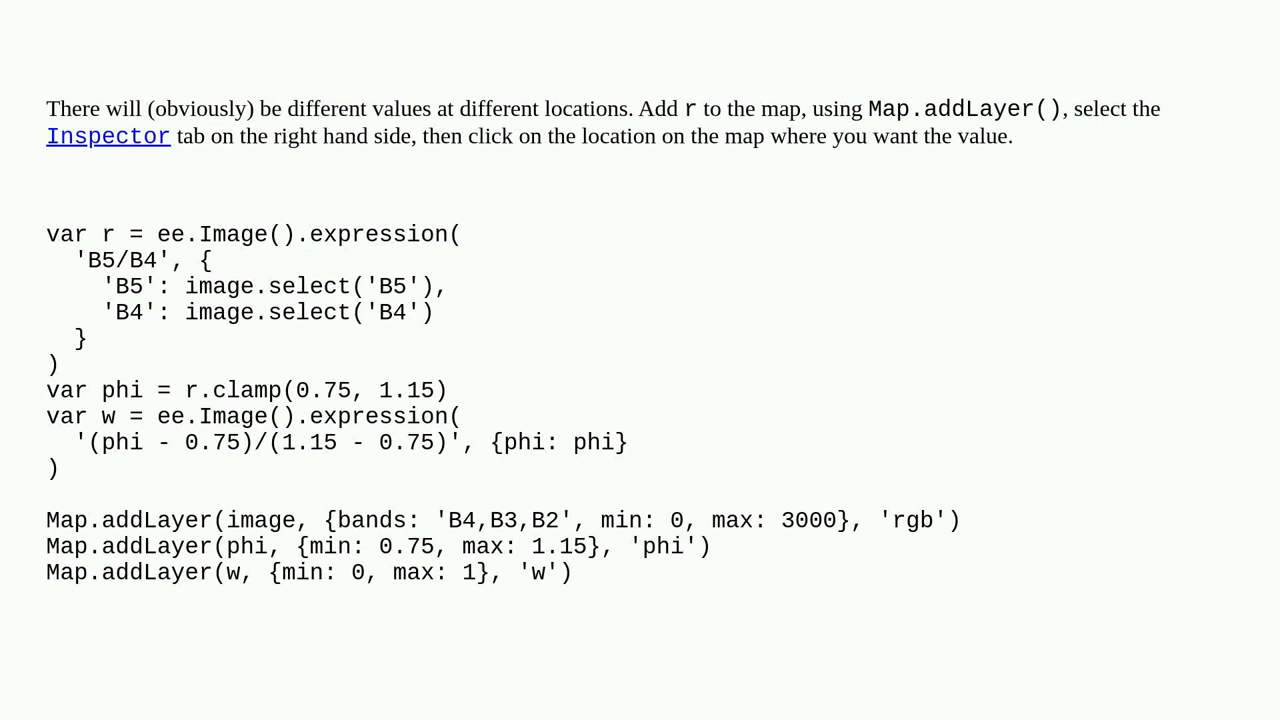 There will (obviously) be different values at different locations. Add r to the map, using Map.addLayer(), select the
Inspector tab on the right hand side, then click on the location on the map where you want the value.
var r = ee.Image().expression(
  'B5/B4', {
    'B5': image.select('B5'),
    'B4': image.select('B4')
  }
)
var phi = r.clamp(0.75, 1.15)
var w = ee.Image().expression(
  '(phi - 0.75)/(1.15 - 0.75)', {phi: phi}
)
Map.addLayer(image, {bands: 'B4,B3,B2', min: 0, max: 3000}, 'rgb')
Map.addLayer(phi, {min: 0.75, max: 1.15}, 'phi')
Map.addLayer(w, {min: 0, max: 1}, 'w')